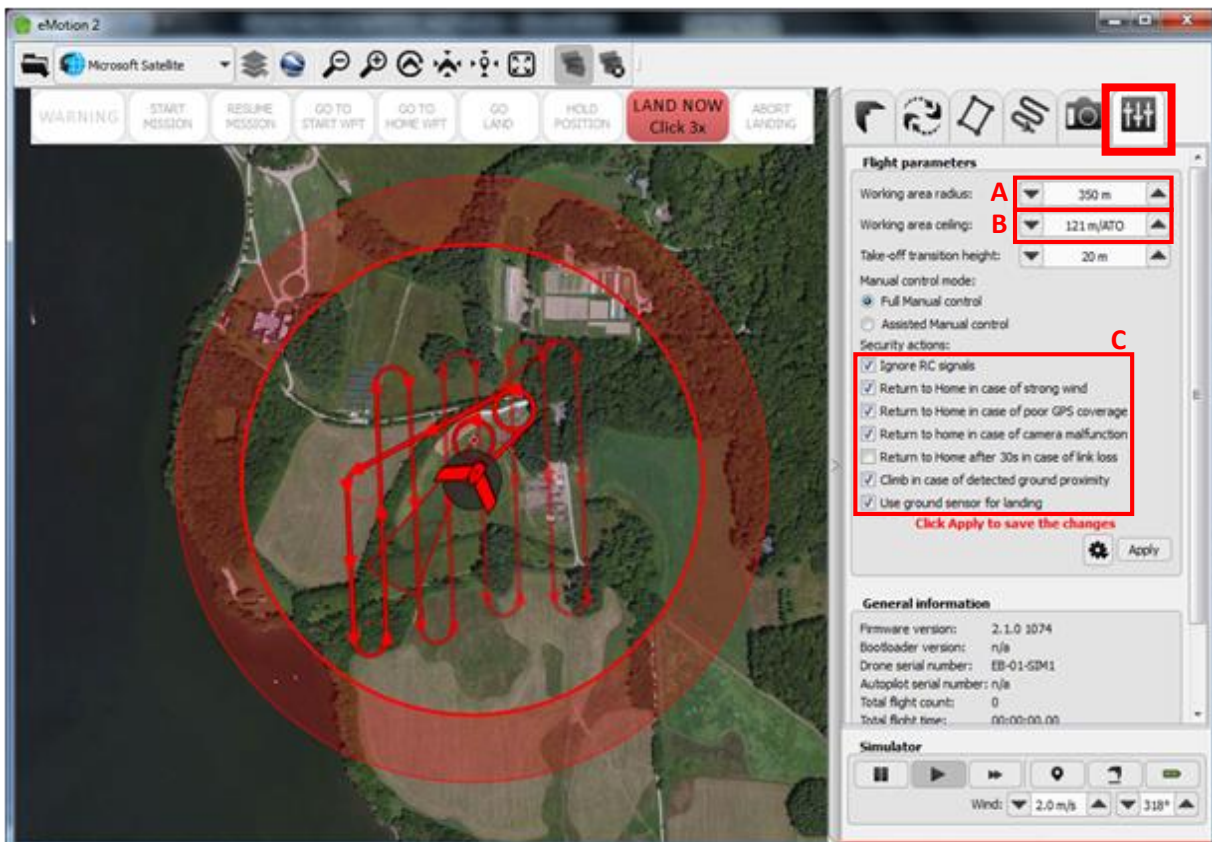 eMotion 2
Microsoft Satellite
WARNING
START MISSION
RESUME MISSION
GO TO START WPT
GO TO HOME WPT
GO LAND
HOLD POSITION
LAND NOW
Click 3x
ABORT LANDING
Flight parameters
Working area radius: A 350 m
Working area ceiling: B 121 m/ATO
Take-off transition height: 20 m
Manual control mode:
Full Manual control
Assisted Manual control
Security actions: C
Ignore RC signals
Return to Home in case of strong wind
Return to Home in case of poor GPS coverage
Return to home in case of camera malfunction
Return to Home after 30s in case of link loss
Climb in case of detected ground proximity
Use ground sensor for landing
Click Apply to save the changes
Apply
General information
Firmware version: 2.1.0 1074
Bootloader version: n/a
Drone serial number: EB-01-SIM1
Autopilot serial number: n/a
Total flight count: 0
Total flight time: 00:00:00.00
Simulator
Wind: 2.0 m/s 318°